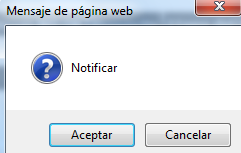 Mensaje de página web
Notificar
Aceptar Cancelar